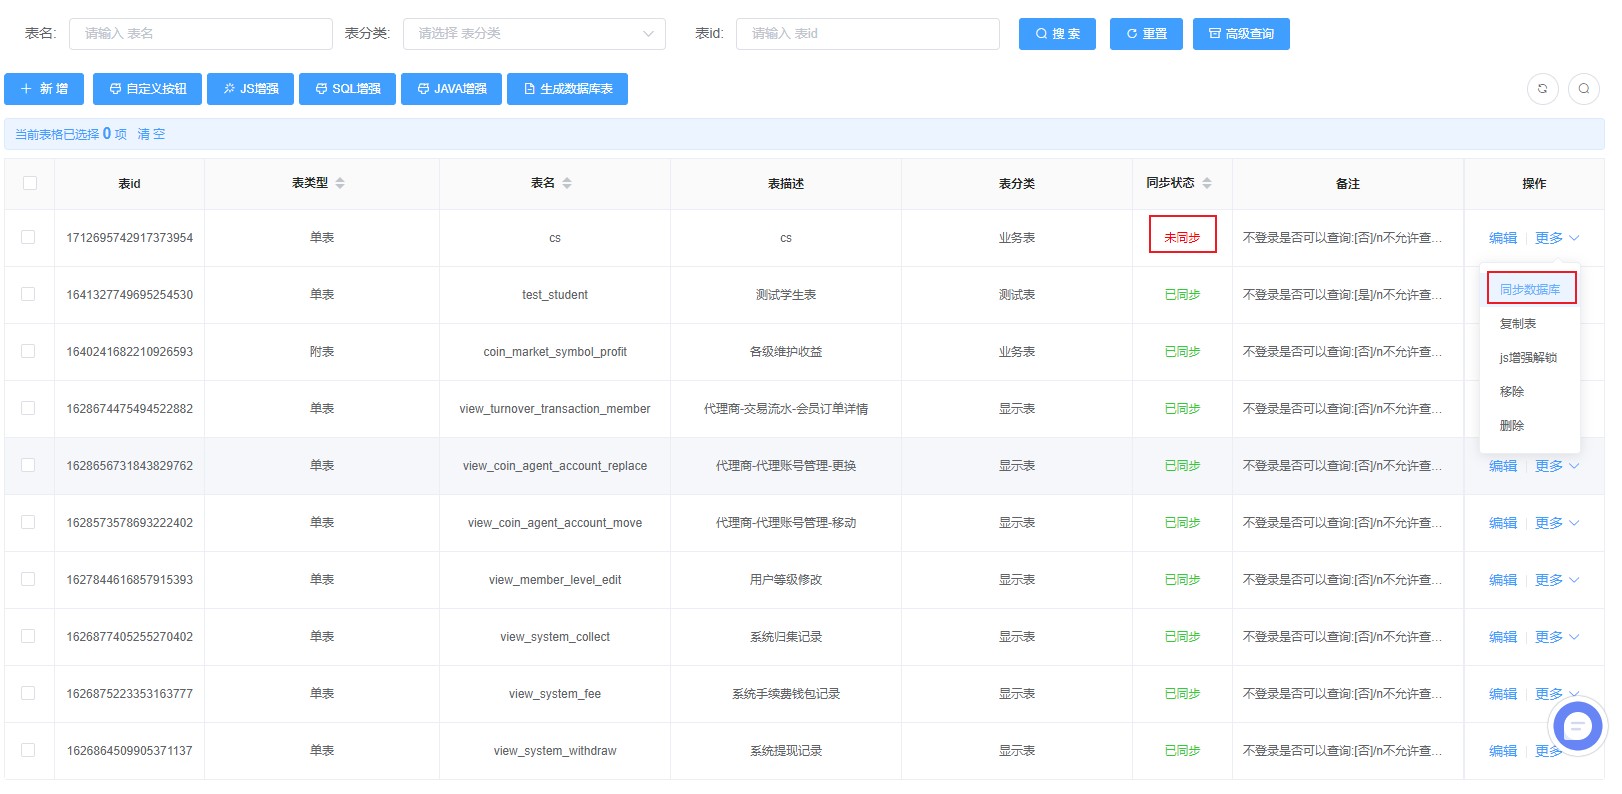 表名: 请输入 表名 表分类: 请选择 表分类 表id: 请输入 表id 搜 索 重置 高级查询
新 增 自定义按钮 JS增强 SQL增强 JAVA增强 生成数据库表
当前表格已选择 0 项 清 空
表id 表类型 表名 表描述 表分类 同步状态 备注 操作
1712695742917373954 单表 cs cs 业务表 未同步 不登录是否可以查询:[否]/n不允许查... 编辑 更多
1641327749695254530 单表 test_student 测试学生表 测试表 已同步 不登录是否可以查询:[是]/n不允许查... 同步数据库
复制表
1640241682210926593 附表 coin_market_symbol_profit 各级维护收益 业务表 已同步 不登录是否可以查询:[否]/n不允许查... js增强解锁
移除
1628674475494522882 单表 view_turnover_transaction_member 代理商-交易流水-会员订单详情 显示表 已同步 不登录是否可以查询:[否]/n不允许查...
删除
1628656731843829762 单表 view_coin_agent_account_replace 代理商-代理账号管理-更换 显示表 已同步 不登录是否可以查询:[否]/n不允许查... 编辑 更多
1628573578693222402 单表 view_coin_agent_account_move 代理商-代理账号管理-移动 显示表 已同步 不登录是否可以查询:[否]/n不允许查... 编辑 更多
1627844616857915393 单表 view_member_level_edit 用户等级修改 显示表 已同步 不登录是否可以查询:[否]/n不允许查... 编辑 更多
1626877405255270402 单表 view_system_collect 系统归集记录 显示表 已同步 不登录是否可以查询:[否]/n不允许查... 编辑 更多
1626875223353163777 单表 view_system_fee 系统手续费钱包记录 显示表 已同步 不登录是否可以查询:[否]/n不允许查... 编辑 更多
1626864509905371137 单表 view_system_withdraw 系统提现记录 显示表 已同步 不登录是否可以查询:[否]/n不允许查... 编辑 更多